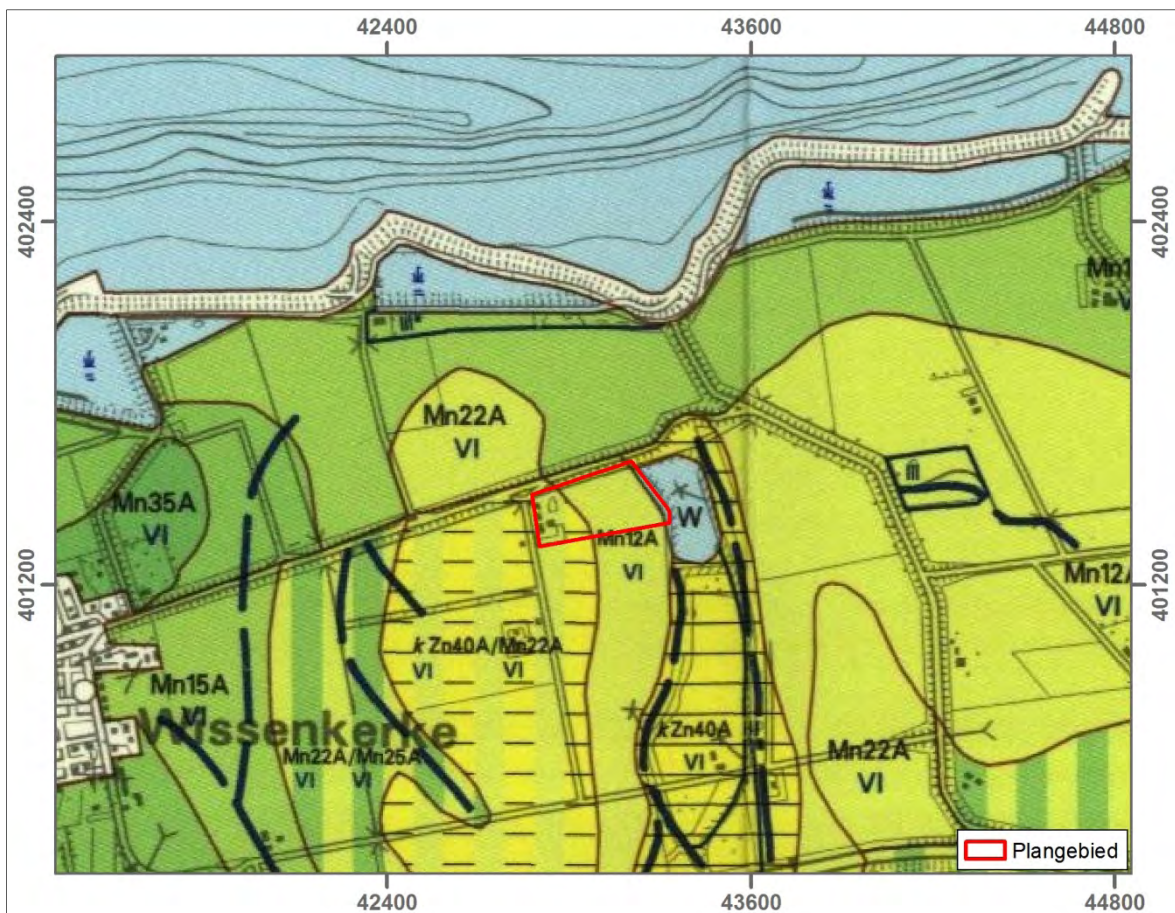 42400
43600
44800
402400
402400
Mn22A
VI
Mn35A
VI
W
Mn12A
VI
401200
401200
Mn12A
VI
k Zn40A/Mn22A
VI
VI
Mn15A
VI
Wissenkerke
kZn40A
VI
Mn22A/Mn25A
VI
VI
Mn22A
VI
Plangebied
42400
43600
44800